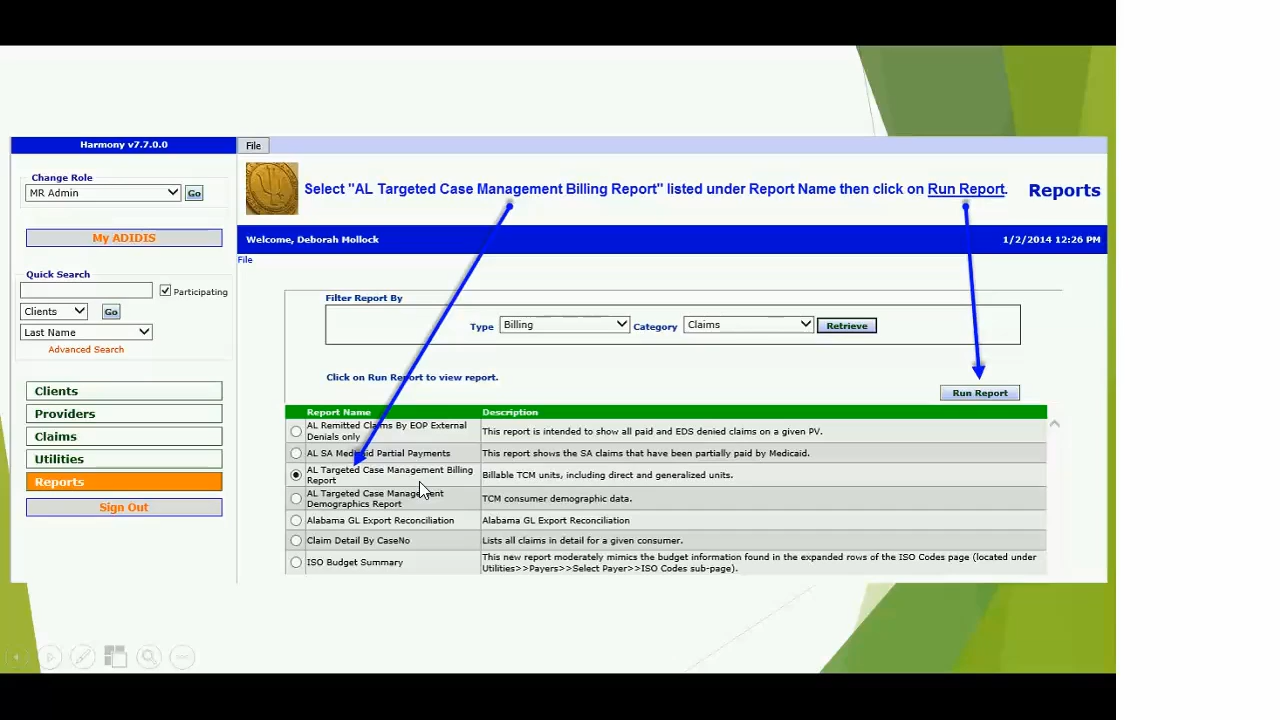 Harmony v7.7.0.0
File
Change Role
MR Admin
Go
Select "AL Targeted Case Management Billing Report" listed under Report Name then click on Run Report.
Reports
My ADIDIS
Welcome, Deborah Mollock
1/2/2014 12:26 PM
File
Quick Search
Participating
Clients
Go
Last Name
Advanced Search
Filter Report By
Type
Billing
Category
Claims
Retrieve
Click on Run Report to view report.
Run Report
Clients
Providers
Claims
Utilities
Reports
Sign Out
Report Name
Description
AL Remitted Claims By EOP External
Denials only
This report is intended to show all paid and EDS denied claims on a given PV.
AL SA Medicaid Partial Payments
This report shows the SA claims that have been partially paid by Medicaid.
AL Targeted Case Management Billing
Report
Billable TCM units, including direct and generalized units.
AL Targeted Case Management
Demographics Report
TCM consumer demographic data.
Alabama GL Export Reconciliation
Alabama GL Export Reconciliation
Claim Detail By CaseNo
Lists all claims in detail for a given consumer.
ISO Budget Summary
This new report moderately mimics the budget information found in the expanded rows of the ISO Codes page (located under
Utilities>>Payers>>Select Payer>>ISO Codes sub-page).